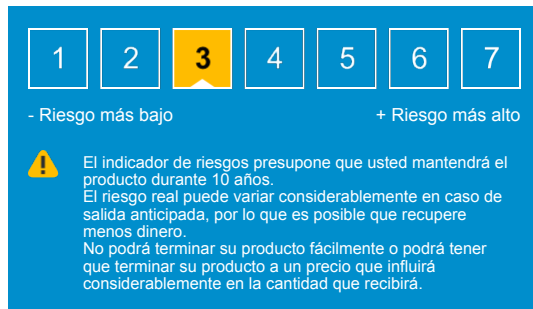 1 2 3 4 5 6 7
- Riesgo más bajo + Riesgo más alto
El indicador de riesgos presupone que usted mantendrá el
producto durante 10 años.
El riesgo real puede variar considerablemente en caso de
salida anticipada, por lo que es posible que recupere
menos dinero.
No podrá terminar su producto fácilmente o podrá tener
que terminar su producto a un precio que influirá
considerablemente en la cantidad que recibirá.